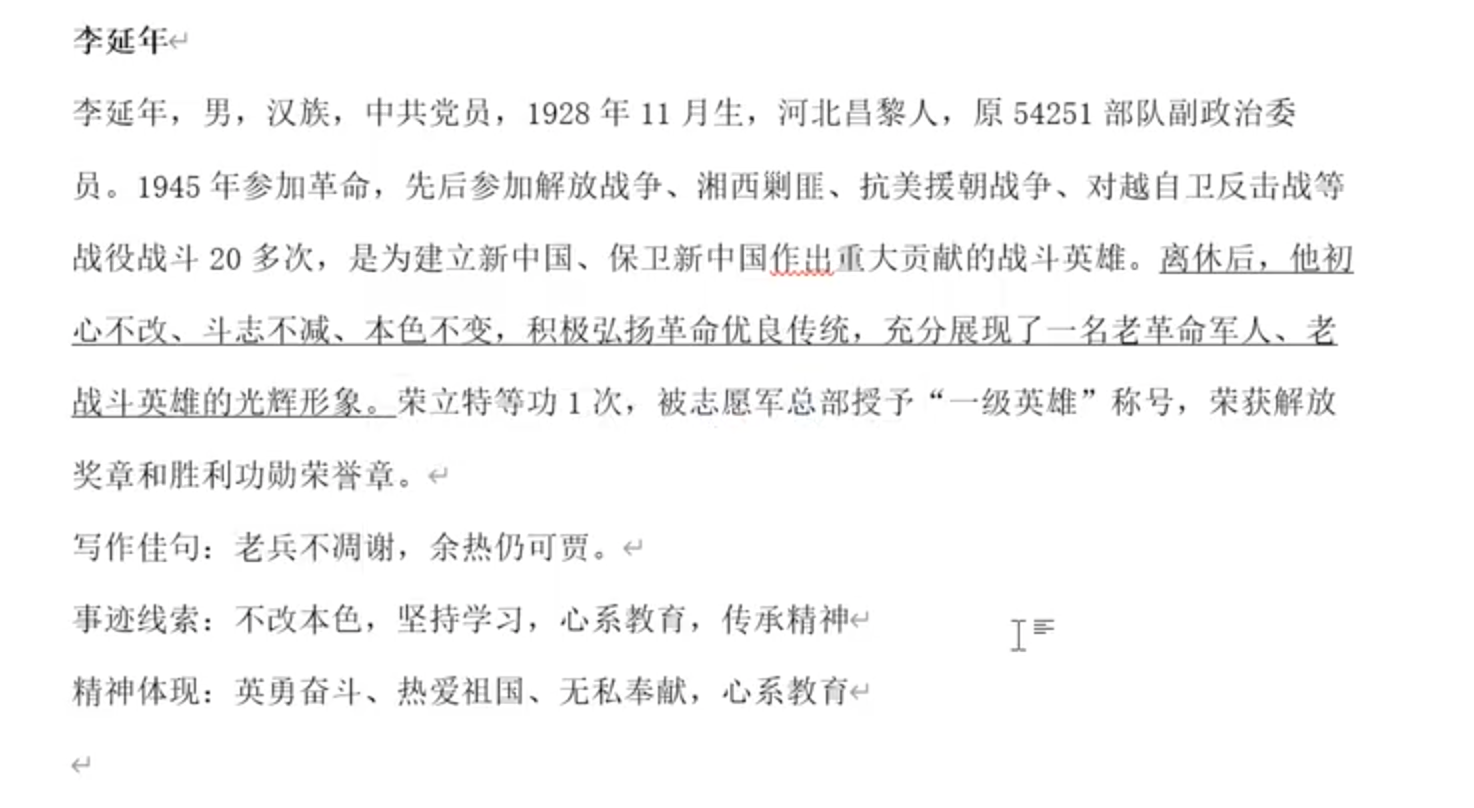 李延年
李延年，男，汉族，中共党员，1928 年 11 月生，河北昌黎人，原 54251 部队副政治委
员。1945 年参加革命，先后参加解放战争、湘西剿匪、抗美援朝战争、对越自卫反击战等
战役战斗 20 多次，是为建立新中国、保卫新中国作出重大贡献的战斗英雄。离休后，他初
心不改、斗志不减、本色不变，积极弘扬革命优良传统，充分展现了一名老革命军人、老
战斗英雄的光辉形象。荣立特等功 1 次，被志愿军总部授予“一级英雄”称号，荣获解放
奖章和胜利功勋荣誉章。
写作佳句：老兵不凋谢，余热仍可贾。
事迹线索：不改本色，坚持学习，心系教育，传承精神
精神体现：英勇奋斗、热爱祖国、无私奉献，心系教育